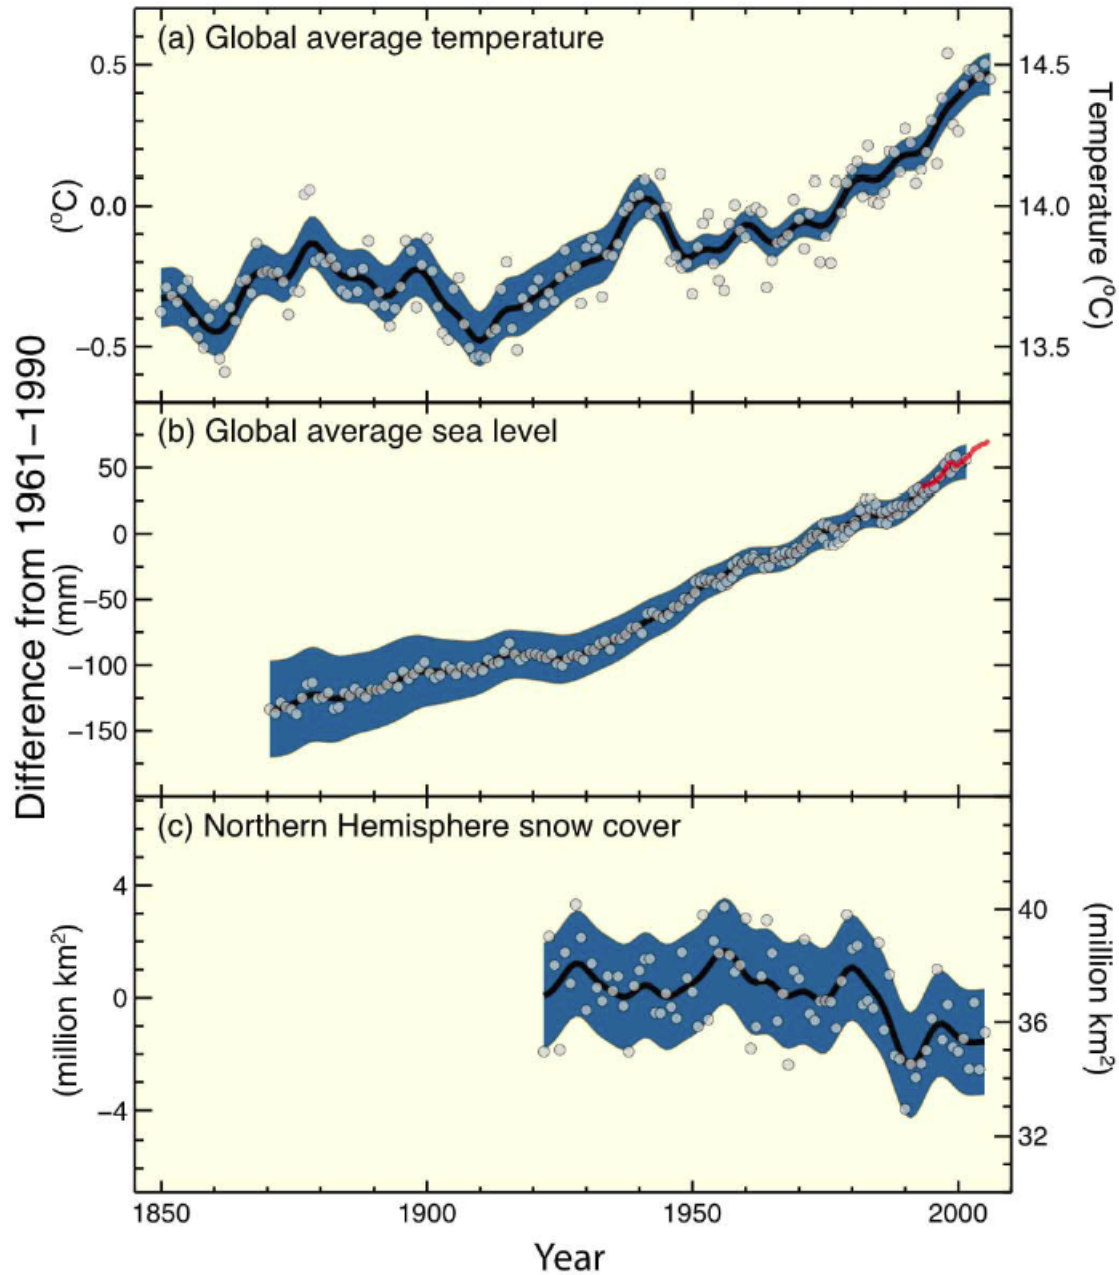 (a) Global average temperature
0.5
0.0
−0.5
(°C)
14.5
14.0
13.5
Temperature (°C)
Difference from 1961–1990
(b) Global average sea level
50
0
−50
−100
−150
(mm)
(c) Northern Hemisphere snow cover
4
0
−4
(million km²)
40
36
32
(million km²)
1850 1900 1950 2000
Year